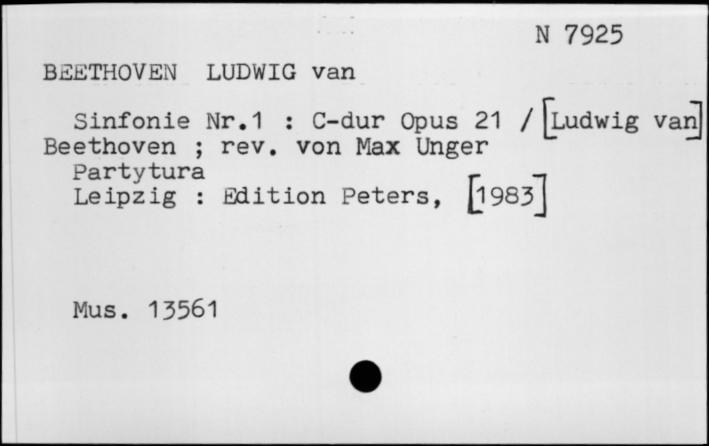 N 7925
BEETHOVEN LUDWIG van
Sinfonie Nr.1 : C-dur Opus 21 / [Ludwig van]
Beethoven ; rev. von Max Unger
Partytura
Leipzig : Edition Peters, [1983]
Mus. 13561